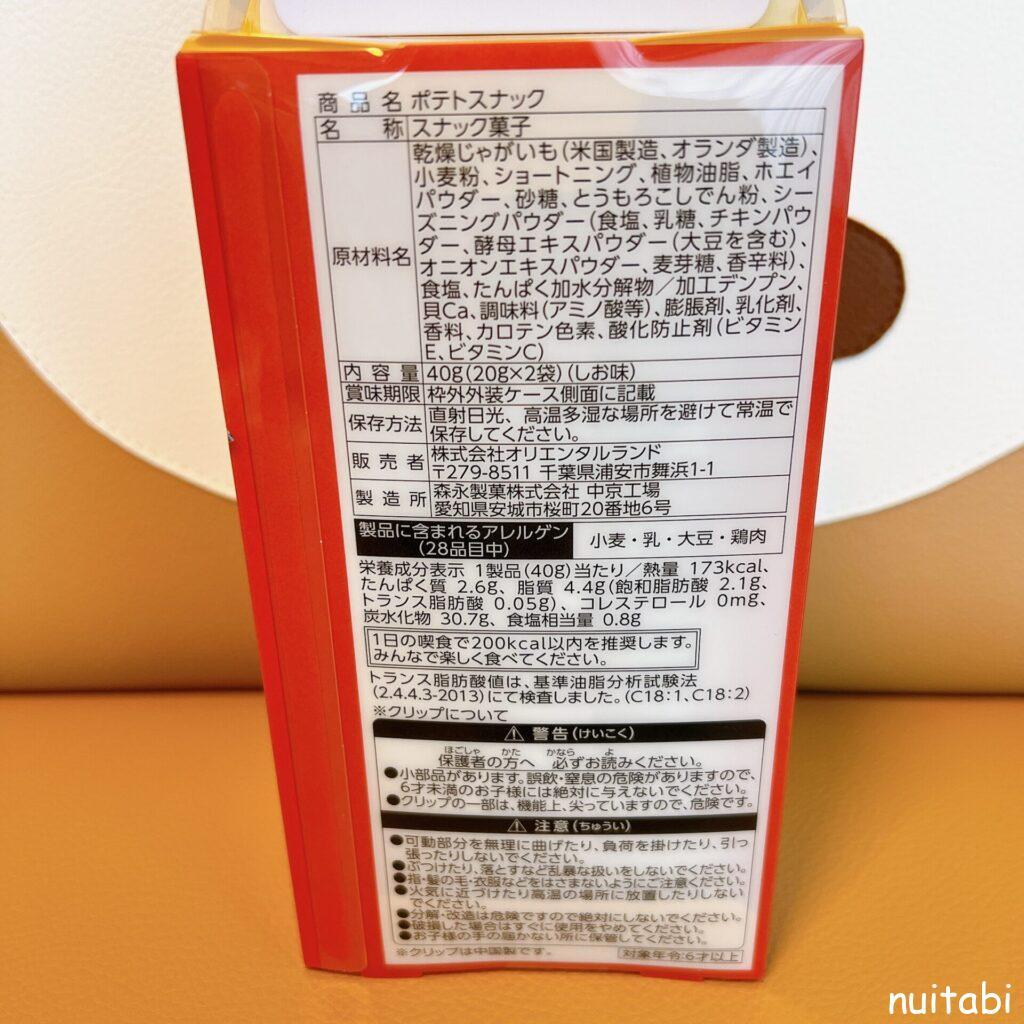 商品名 ポテトスナック
名称 スナック菓子
原材料名
乾燥じゃがいも(米国製造、オランダ製造)、
小麦粉、ショートニング、植物油脂、ホエイ
パウダー、砂糖、とうもろこしでん粉、シー
ズニングパウダー(食塩、乳糖、チキンパウ
ダー、酵母エキスパウダー(大豆を含む)、
オニオンエキスパウダー、麦芽糖、香辛料)、
食塩、たんぱく加水分解物/加工デンプン、
貝Ca、調味料(アミノ酸等)、膨脹剤、乳化剤、
香料、カロテン色素、酸化防止剤(ビタミン
E、ビタミンC)
内容量 40g(20g×2袋)(しお味)
賞味期限 枠外外装ケース側面に記載
保存方法 直射日光、高温多湿な場所を避けて常温で
保存してください。
販売者 株式会社オリエンタルランド
〒279-8511 千葉県浦安市舞浜1-1
製造所 森永製菓株式会社 中京工場
愛知県安城市桜町20番地6号
製品に含まれるアレルゲン
(28品目中)
小麦・乳・大豆・鶏肉
栄養成分表示 1製品(40g)当たり/熱量 173kcal、
たんぱく質 2.6g、脂質 4.4g(飽和脂肪酸 2.1g、
トランス脂肪酸 0.05g)、コレステロール 0mg、
炭水化物 30.7g、食塩相当量 0.8g
1日の喫食で200kcal以内を推奨します。
みんなで楽しく食べてください。
トランス脂肪酸値は、基準油脂分析試験法
(2.4.4.3-2013)にて検査しました。(C18:1、C18:2)
※クリップについて
⚠警告(けいこく)
ほごしゃ かた かなら よ
保護者の方へ 必ずお読みください。
●小部品があります。誤飲・窒息の危険がありますので、
6才未満のお子様には絶対に与えないでください。
●クリップの一部は、機能上、尖っていますので、危険です。
⚠注意(ちゅうい)
●可動部分を無理に曲げたり、負荷を掛けたり、引っ
張ったりしないでください。
●ぶつけたり、落とすなど乱暴な扱いをしないでください。
●指・髪の毛・衣服などをはさまないようにご注意ください。
●火気に近づけたり高温の場所に放置したりしない
でください。
●分解・改造は危険ですので絶対にしないでください。
●破損した場合はすぐに使用をやめてください。
●お子様の手の届かない所に保管してください。
※クリップは中国製です。
対象年令:6才以上
nuitabi